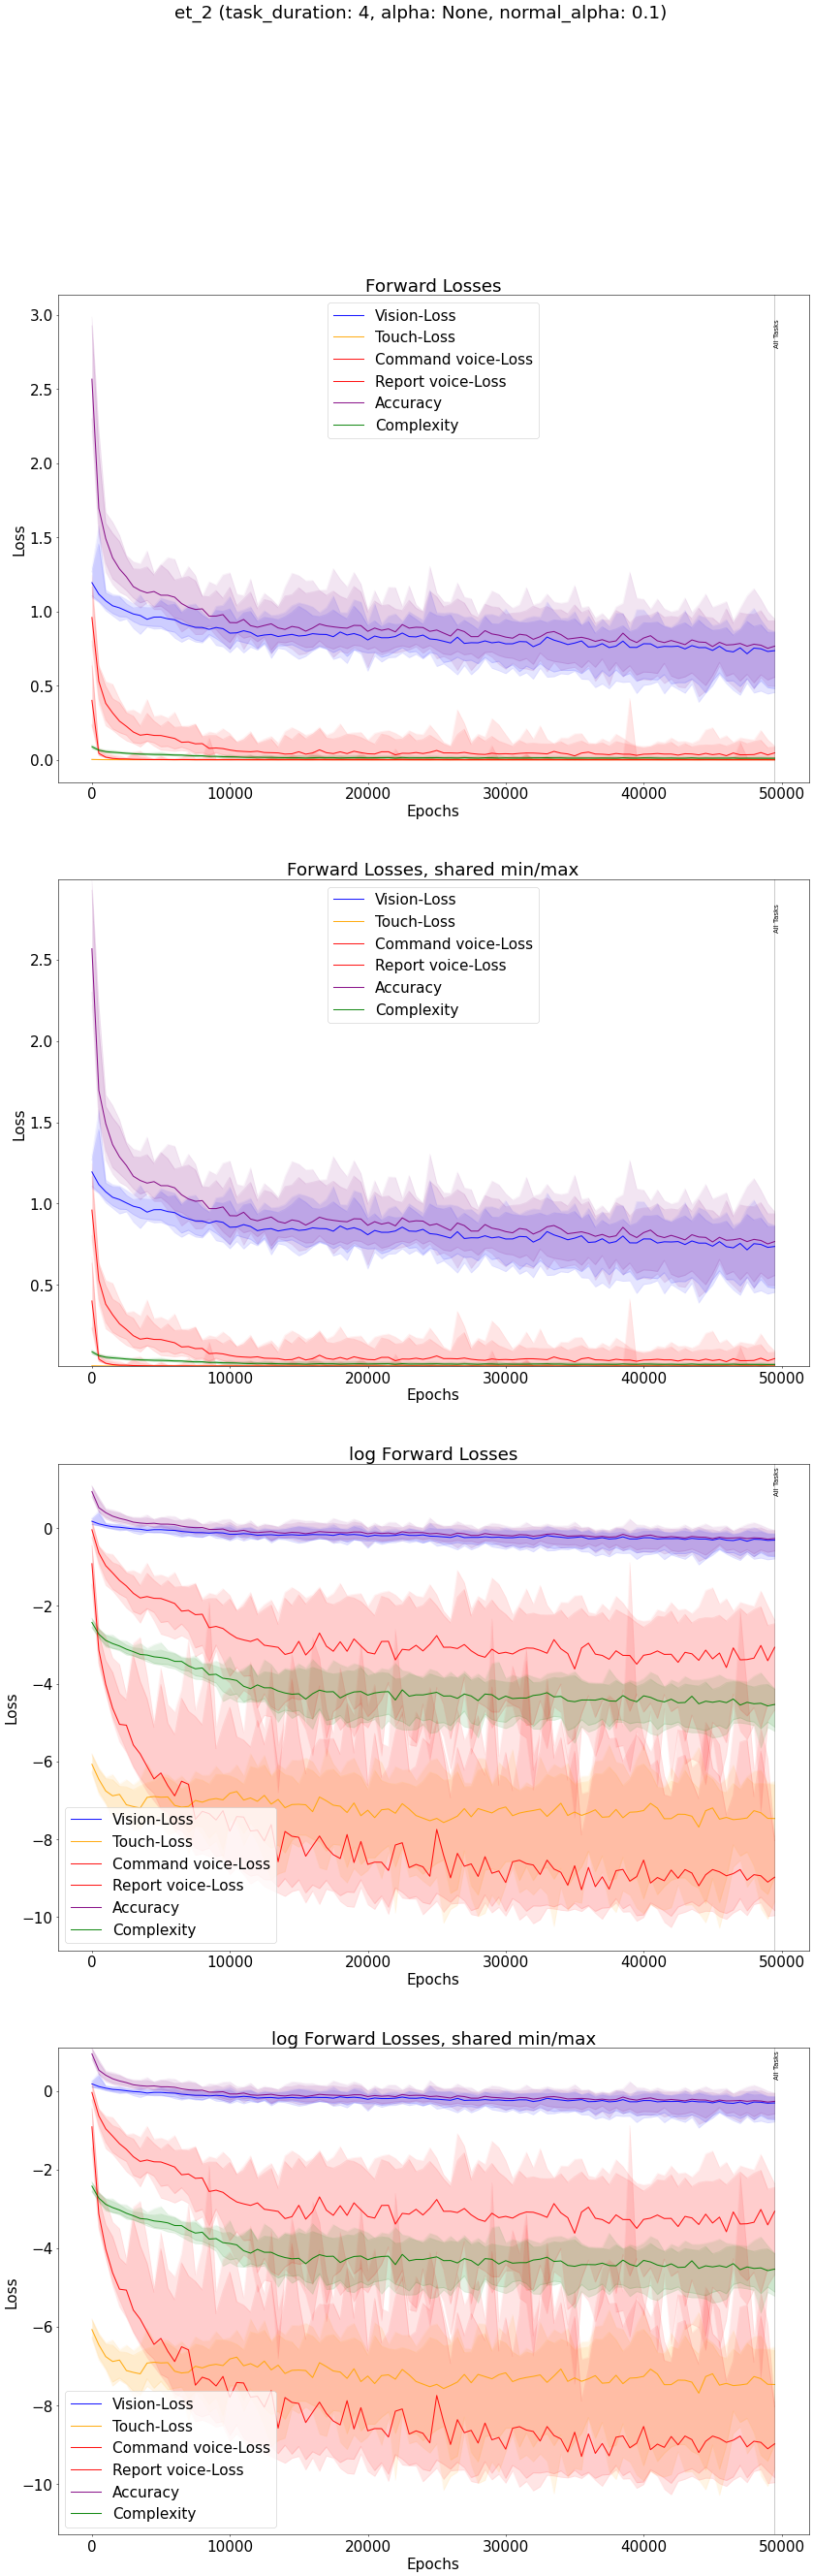 et_2 (task_duration: 4, alpha: None, normal_alpha: 0.1)
Forward Losses
Vision-Loss
Touch-Loss
Command voice-Loss
Report voice-Loss
Accuracy
Complexity
All Tasks
3.0
2.5
2.0
1.5
1.0
0.5
0.0
Loss
0 10000 20000 30000 40000 50000
Epochs
Forward Losses, shared min/max
Vision-Loss
Touch-Loss
Command voice-Loss
Report voice-Loss
Accuracy
Complexity
All Tasks
2.5
2.0
1.5
1.0
0.5
Loss
0 10000 20000 30000 40000 50000
Epochs
log Forward Losses
All Tasks
0
−2
−4
−6
−8
−10
Loss
Vision-Loss
Touch-Loss
Command voice-Loss
Report voice-Loss
Accuracy
Complexity
0 10000 20000 30000 40000 50000
Epochs
log Forward Losses, shared min/max
All Tasks
0
−2
−4
−6
−8
−10
Loss
Vision-Loss
Touch-Loss
Command voice-Loss
Report voice-Loss
Accuracy
Complexity
0 10000 20000 30000 40000 50000
Epochs